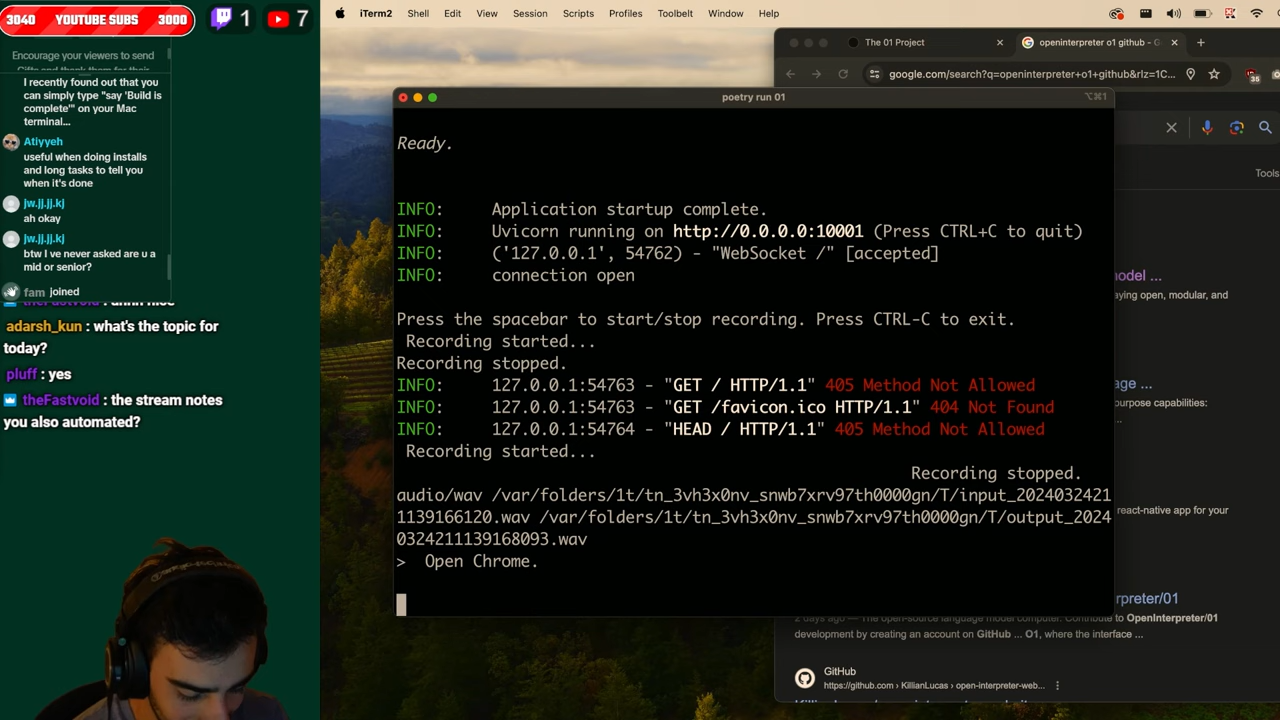 3040 YOUTUBE SUBS 3000
1
7
Encourage your viewers to send
Gifts and thank them for their
I recently found out that you
can simply type "say 'Build is
complete'" on your Mac
terminal...
Atiyyeh
useful when doing installs
and long tasks to tell you
when it's done
jw.jj.jj.kj
ah okay
jw.jj.jj.kj
btw I ve never asked are u a
mid or senior?
fam joined
theFastvoid: ahhh nice
adarsh_kun: what's the topic for
today?
pluff: yes
theFastvoid: the stream notes
you also automated?
iTerm2 Shell Edit View Session Scripts Profiles Toolbelt Window Help
The 01 Project
openinterpreter o1 github - G
google.com/search?q=openinterpreter+o1+github&rlz=1C...
35
Tools
poetry run 01
⌥⌘1
Ready.
INFO: Application startup complete.
INFO: Uvicorn running on http://0.0.0.0:10001 (Press CTRL+C to quit)
INFO: ('127.0.0.1', 54762) - "WebSocket /" [accepted]
INFO: connection open
Press the spacebar to start/stop recording. Press CTRL-C to exit.
Recording started...
Recording stopped.
INFO: 127.0.0.1:54763 - "GET / HTTP/1.1" 405 Method Not Allowed
INFO: 127.0.0.1:54763 - "GET /favicon.ico HTTP/1.1" 404 Not Found
INFO: 127.0.0.1:54764 - "HEAD / HTTP/1.1" 405 Method Not Allowed
Recording started...
Recording stopped.
audio/wav /var/folders/1t/tn_3vh3x0nv_snwb7xrv97th0000gn/T/input_2024032421
1139166120.wav /var/folders/1t/tn_3vh3x0nv_snwb7xrv97th0000gn/T/output_2024
0324211139168093.wav
> Open Chrome.
odel ...
aying open, modular, and
age ...
purpose capabilities:
react-native app for your
rpreter/01
2 days ago — The open-source language model computer. Contribute to OpenInterpreter/01
development by creating an account on GitHub ... O1, where the interface ...
GitHub
https://github.com › KillianLucas › open-interpreter-web...